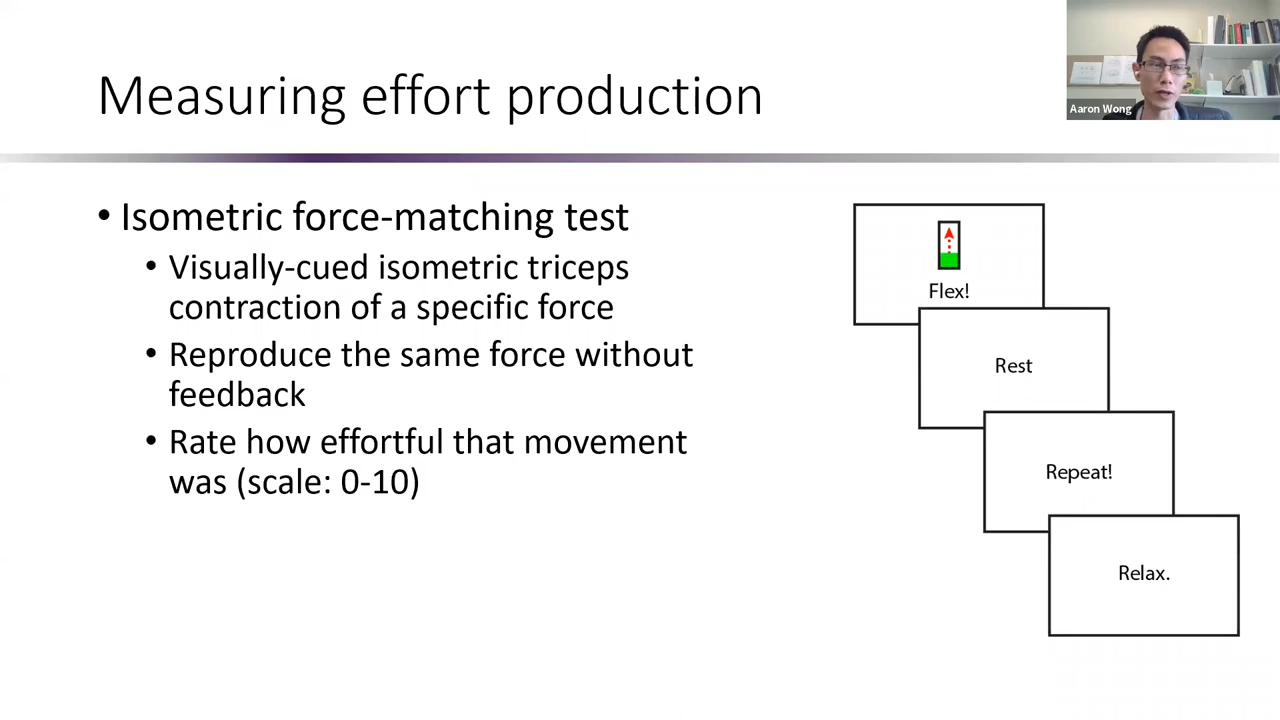 Measuring effort production
Aaron Wong
• Isometric force-matching test
• Visually-cued isometric triceps
contraction of a specific force
• Reproduce the same force without
feedback
• Rate how effortful that movement
was (scale: 0-10)
Flex!
Rest
Repeat!
Relax.